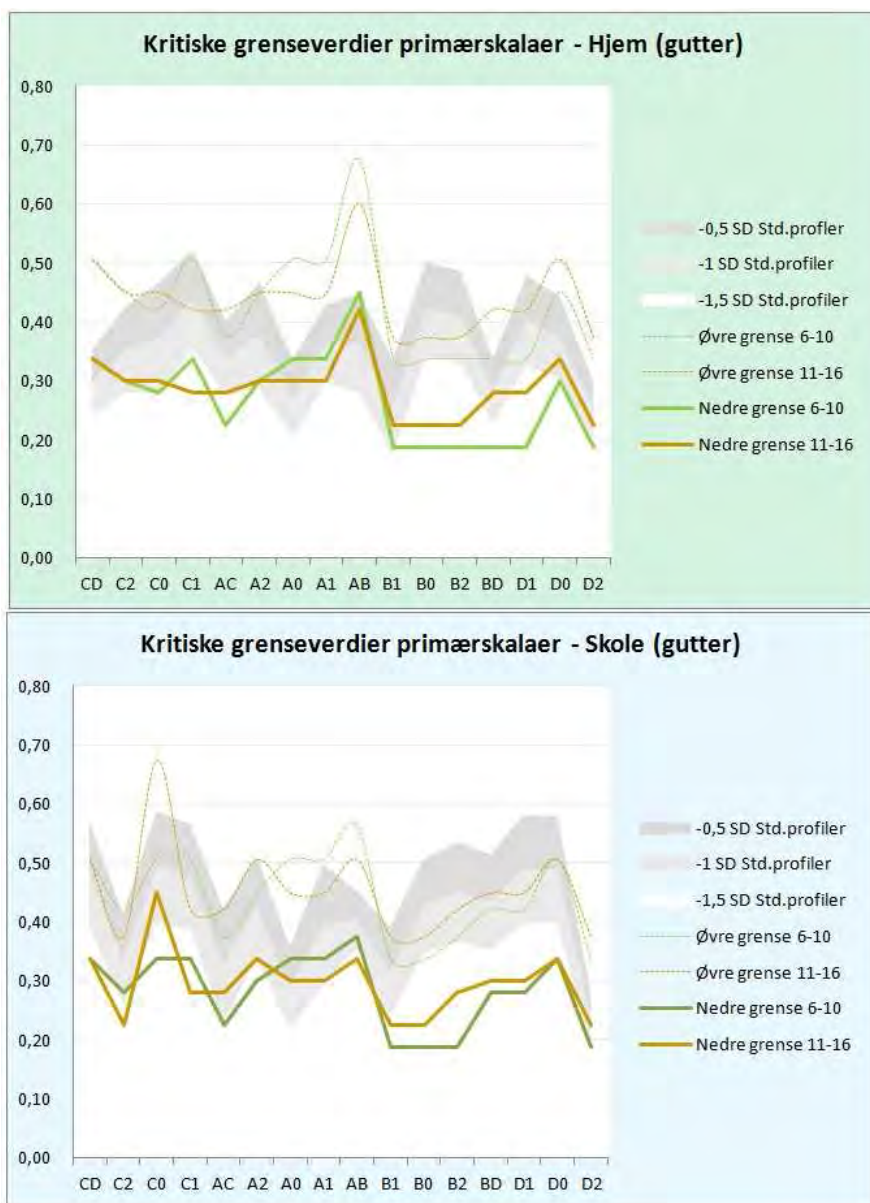 Kritiske grenseverdier primærskalaer - Hjem (gutter)
0,80
0,70
0,60
0,50
0,40
0,30
0,20
0,10
0,00
CD C2 C0 C1 AC A2 A0 A1 AB B1 B0 B2 BD D1 D0 D2
-0,5 SD Std.profler
-1 SD Std.profiler
-1,5 SD Std.profiler
Øvre grense 6-10
Øvre grense 11-16
Nedre grense 6-10
Nedre grense 11-16
Kritiske grenseverdier primærskalaer - Skole (gutter)
0,80
0,70
0,60
0,50
0,40
0,30
0,20
0,10
0,00
CD C2 C0 C1 AC A2 A0 A1 AB B1 B0 B2 BD D1 D0 D2
-0,5 SD Std.profiler
-1 SD Std.profiler
-1,5 SD Std.profiler
Øvre grense 6-10
Øvre grense 11-16
Nedre grense 6-10
Nedre grense 11-16